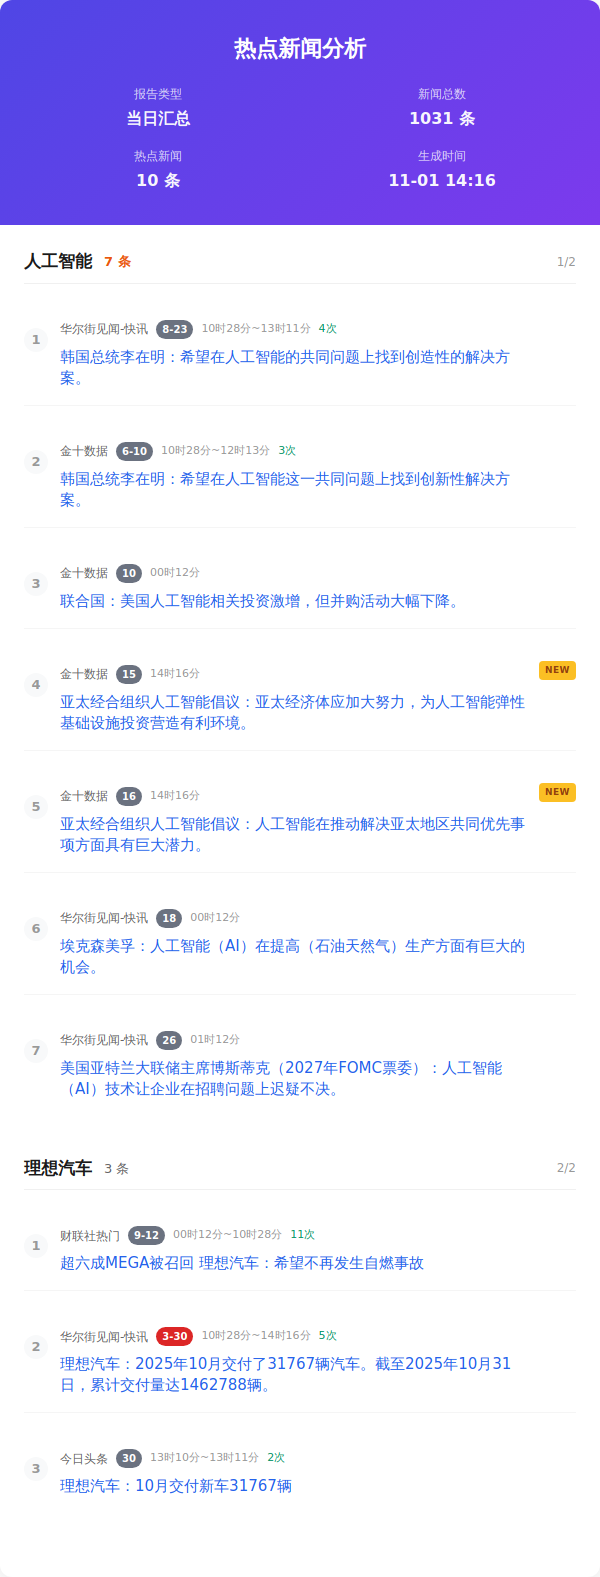 热点新闻分析
报告类型
当日汇总
新闻总数
1031 条
热点新闻
10 条
生成时间
11-01 14:16
人工智能 7 条 1/2
1 华尔街见闻-快讯 8-23 10时28分~13时11分 4次
韩国总统李在明：希望在人工智能的共同问题上找到创造性的解决方
案。
2 金十数据 6-10 10时28分~12时13分 3次
韩国总统李在明：希望在人工智能这一共同问题上找到创新性解决方
案。
3 金十数据 10 00时12分
联合国：美国人工智能相关投资激增，但并购活动大幅下降。
4 金十数据 15 14时16分 NEW
亚太经合组织人工智能倡议：亚太经济体应加大努力，为人工智能弹性
基础设施投资营造有利环境。
5 金十数据 16 14时16分 NEW
亚太经合组织人工智能倡议：人工智能在推动解决亚太地区共同优先事
项方面具有巨大潜力。
6 华尔街见闻-快讯 18 00时12分
埃克森美孚：人工智能（AI）在提高（石油天然气）生产方面有巨大的
机会。
7 华尔街见闻-快讯 26 01时12分
美国亚特兰大联储主席博斯蒂克（2027年FOMC票委）：人工智能
（AI）技术让企业在招聘问题上迟疑不决。
理想汽车 3 条 2/2
1 财联社热门 9-12 00时12分~10时28分 11次
超六成MEGA被召回 理想汽车：希望不再发生自燃事故
2 华尔街见闻-快讯 3-30 10时28分~14时16分 5次
理想汽车：2025年10月交付了31767辆汽车。截至2025年10月31
日，累计交付量达1462788辆。
3 今日头条 30 13时10分~13时11分 2次
理想汽车：10月交付新车31767辆